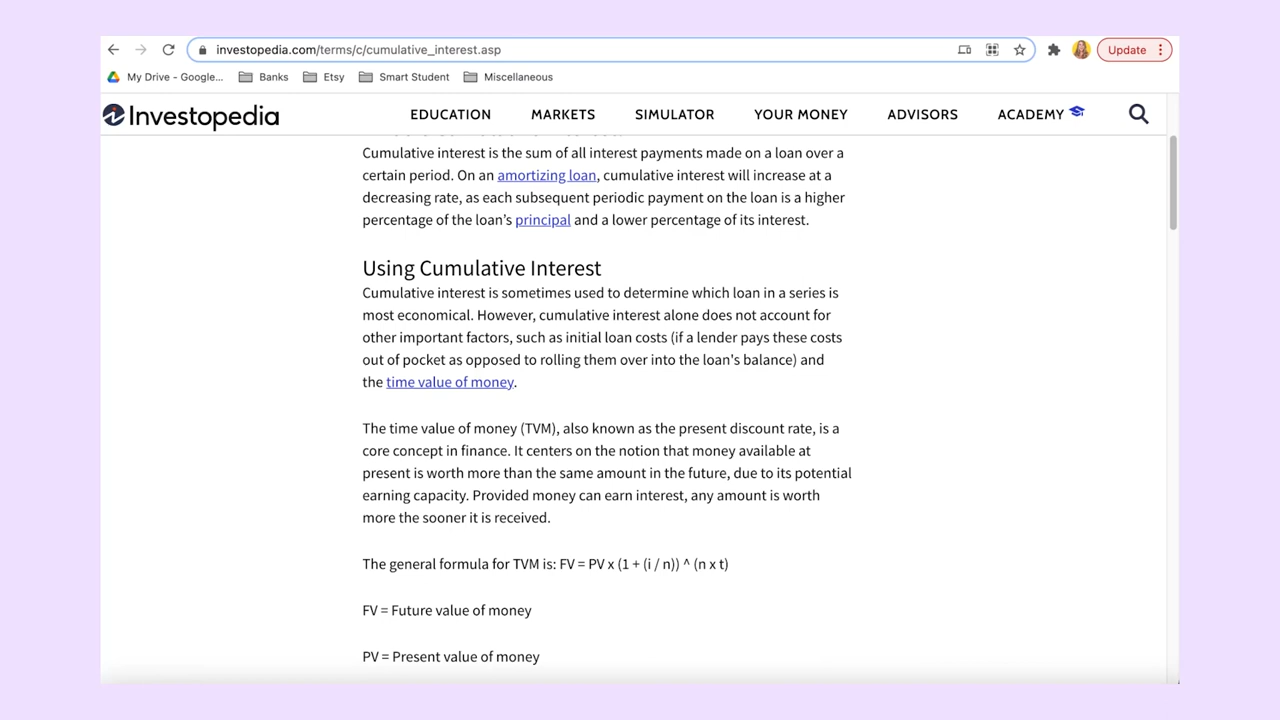 investopedia.com/terms/c/cumulative_interest.asp
Update
My Drive - Google...
Banks
Etsy
Smart Student
Miscellaneous
Investopedia
EDUCATION
MARKETS
SIMULATOR
YOUR MONEY
ADVISORS
ACADEMY
Cumulative interest is the sum of all interest payments made on a loan over a
certain period. On an amortizing loan, cumulative interest will increase at a
decreasing rate, as each subsequent periodic payment on the loan is a higher
percentage of the loan’s principal and a lower percentage of its interest.
Using Cumulative Interest
Cumulative interest is sometimes used to determine which loan in a series is
most economical. However, cumulative interest alone does not account for
other important factors, such as initial loan costs (if a lender pays these costs
out of pocket as opposed to rolling them over into the loan's balance) and
the time value of money.
The time value of money (TVM), also known as the present discount rate, is a
core concept in finance. It centers on the notion that money available at
present is worth more than the same amount in the future, due to its potential
earning capacity. Provided money can earn interest, any amount is worth
more the sooner it is received.
The general formula for TVM is: FV = PV x (1 + (i / n)) ^ (n x t)
FV = Future value of money
PV = Present value of money